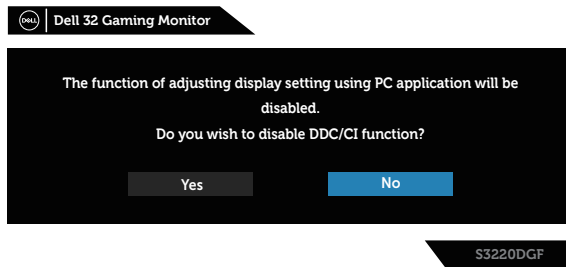 DELL Dell 32 Gaming Monitor
The function of adjusting display setting using PC application will be
disabled.
Do you wish to disable DDC/CI function?
Yes No
S3220DGF